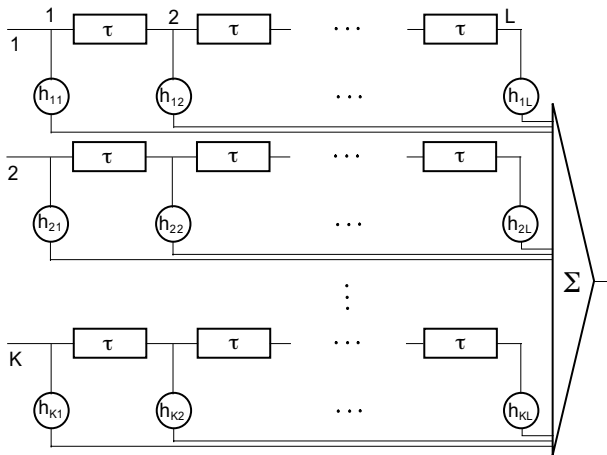 1 2 L
τ τ ··· τ
1
h11 h12 ··· h1L
τ τ ··· τ
2
h21 h22 ··· h2L
Σ
τ τ ··· τ
K
hK1 hK2 ··· hKL